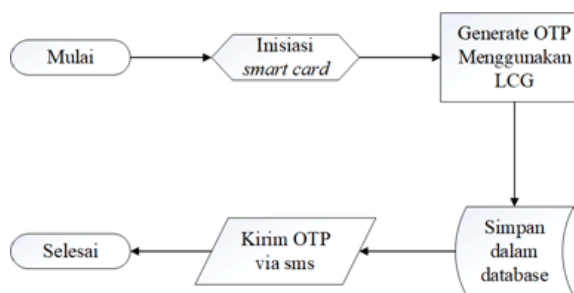 Mulai
Inisiasi
smart card
Generate OTP
Menggunakan
LCG
Simpan
dalam
database
Kirim OTP
via sms
Selesai